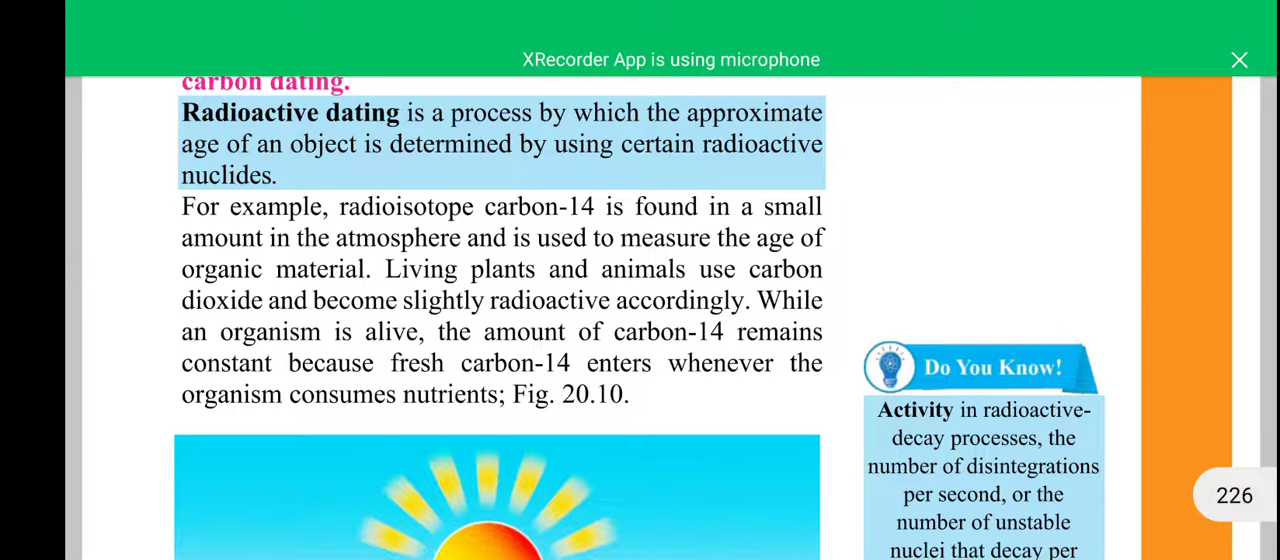 XRecorder App is using microphone
carbon dating.
Radioactive dating is a process by which the approximate
age of an object is determined by using certain radioactive
nuclides.
For example, radioisotope carbon-14 is found in a small
amount in the atmosphere and is used to measure the age of
organic material. Living plants and animals use carbon
dioxide and become slightly radioactive accordingly. While
an organism is alive, the amount of carbon-14 remains
constant because fresh carbon-14 enters whenever the
organism consumes nutrients; Fig. 20.10.
Do You Know!
Activity in radioactive-
decay processes, the
number of disintegrations
per second, or the
number of unstable
nuclei that decay per
226